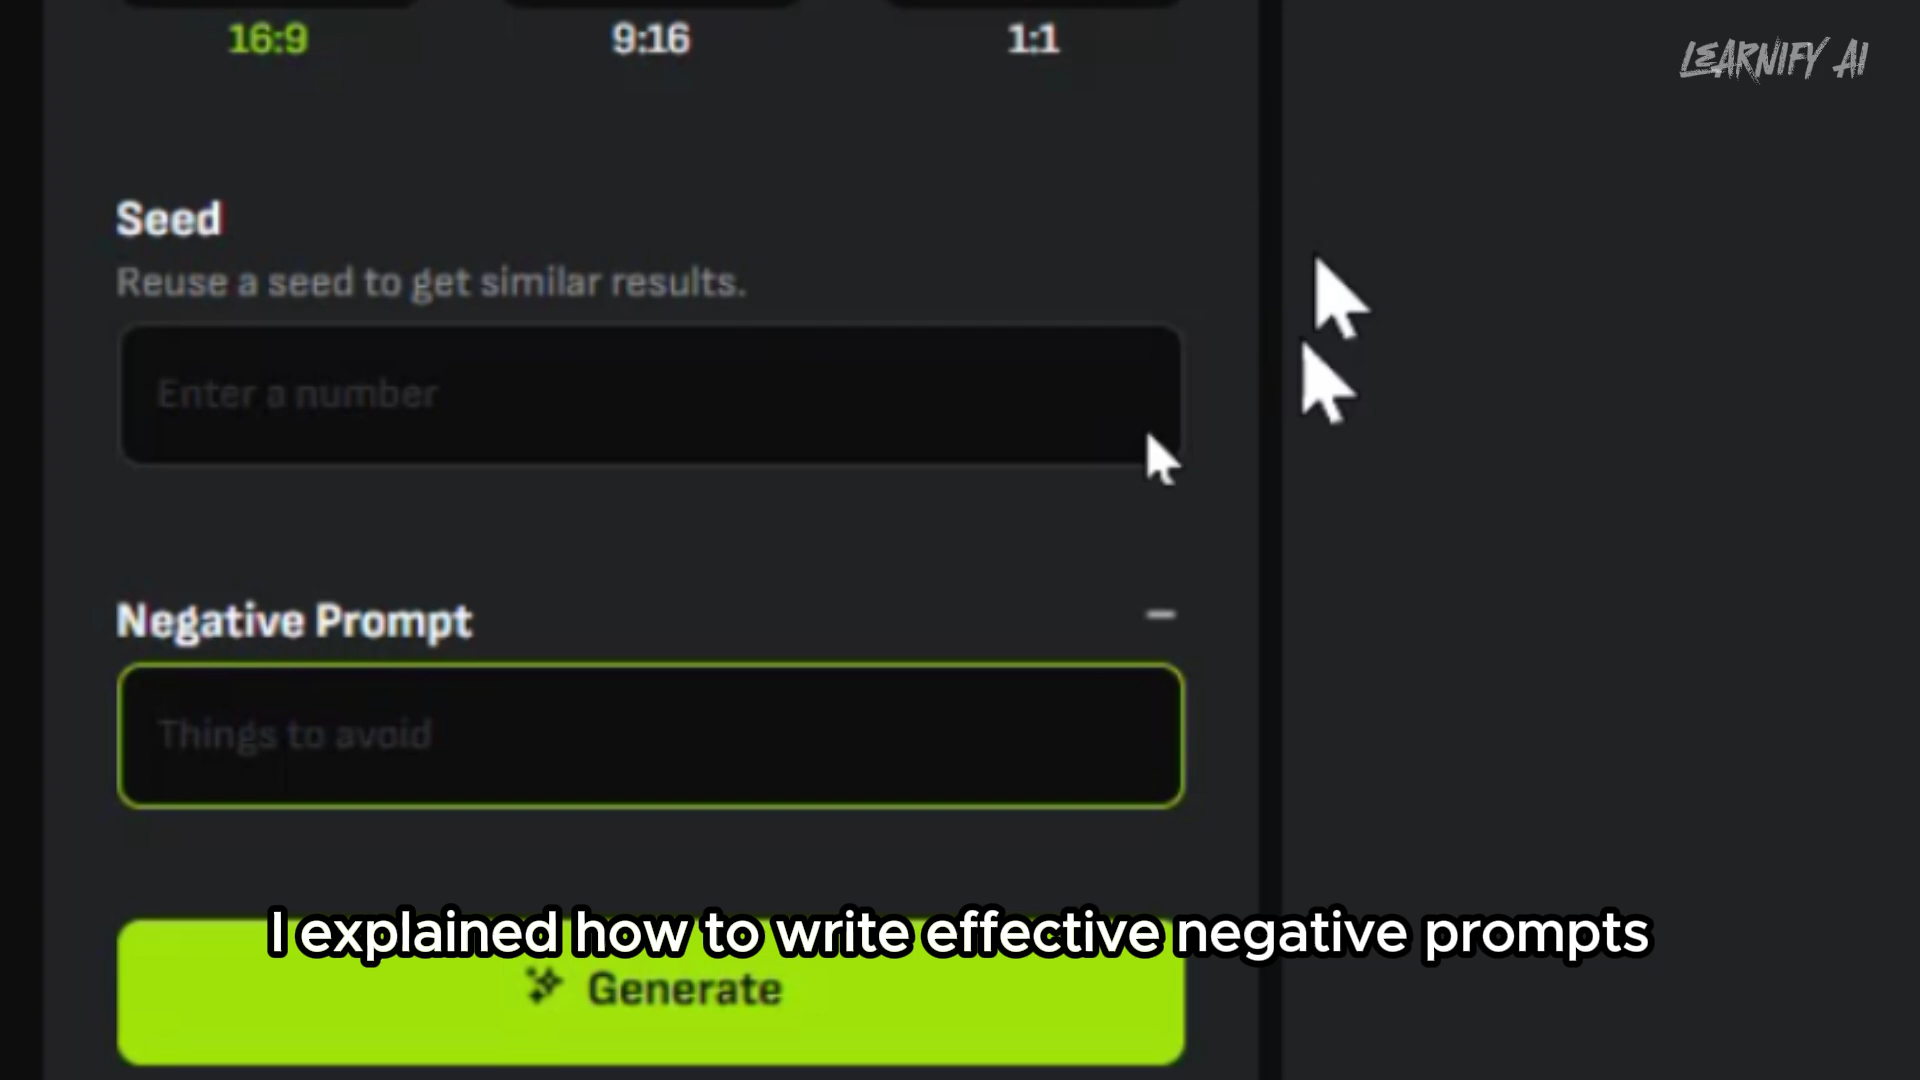 16:9 9:16 1:1
LEARNIFY AI
Seed
Reuse a seed to get similar results.
Enter a number
Negative Prompt
Things to avoid
I explained how to write effective negative prompts
Generate